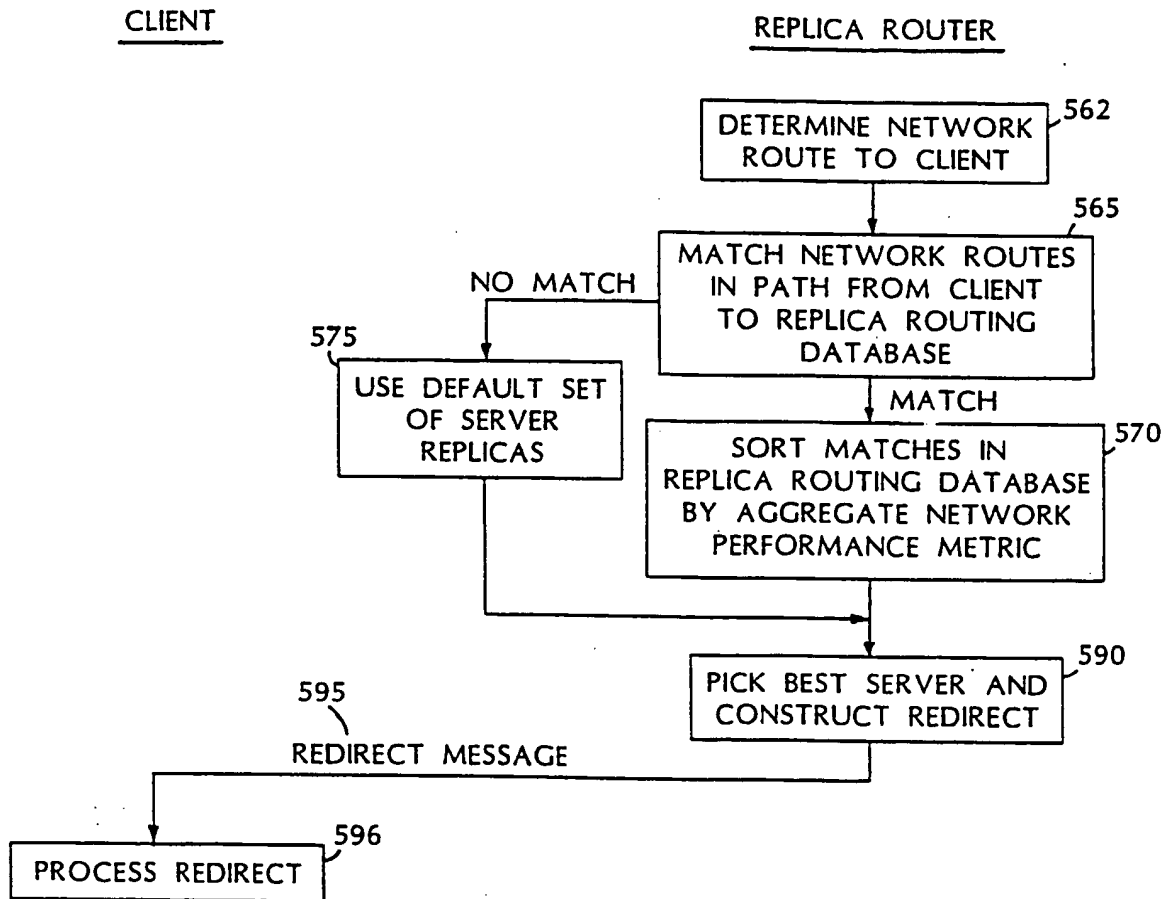 CLIENT
REPLICA ROUTER
562
DETERMINE NETWORK
ROUTE TO CLIENT
565
MATCH NETWORK ROUTES
IN PATH FROM CLIENT
TO REPLICA ROUTING
DATABASE
NO MATCH
575
USE DEFAULT SET
OF SERVER
REPLICAS
MATCH
570
SORT MATCHES IN
REPLICA ROUTING DATABASE
BY AGGREGATE NETWORK
PERFORMANCE METRIC
590
PICK BEST SERVER AND
CONSTRUCT REDIRECT
595
REDIRECT MESSAGE
596
PROCESS REDIRECT